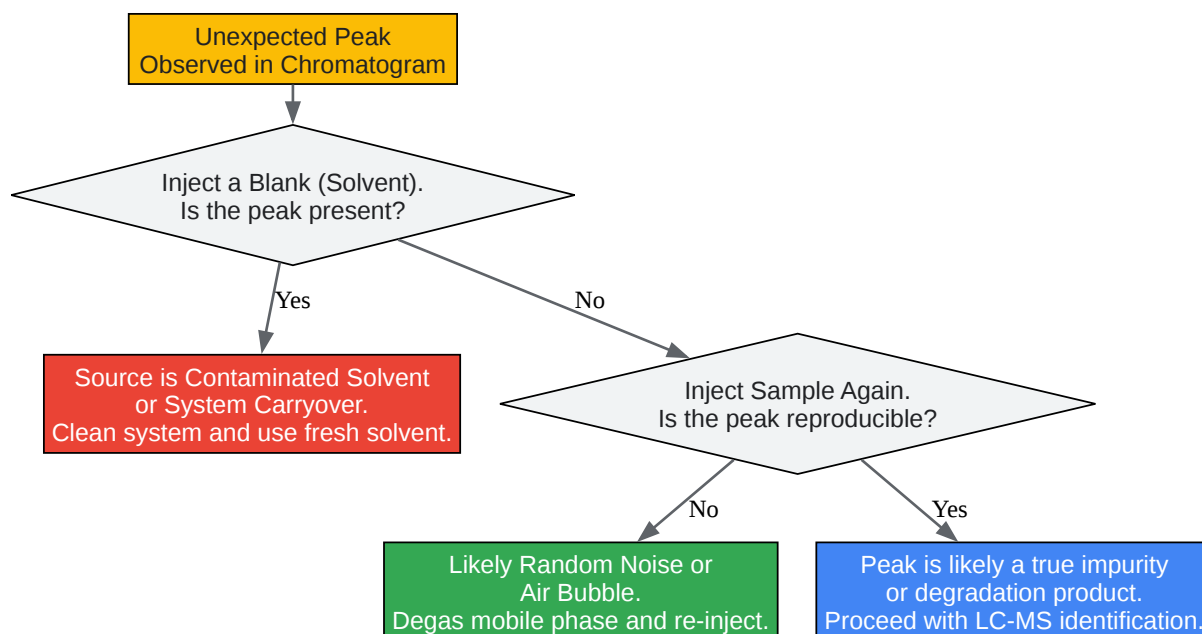 Unexpected Peak
Observed in Chromatogram
Inject a Blank (Solvent).
Is the peak present?
Yes
No
Source is Contaminated Solvent
or System Carryover.
Clean system and use fresh solvent.
Inject Sample Again.
Is the peak reproducible?
No
Yes
Likely Random Noise or
Air Bubble.
Degas mobile phase and re-inject.
Peak is likely a true impurity
or degradation product.
Proceed with LC-MS identification